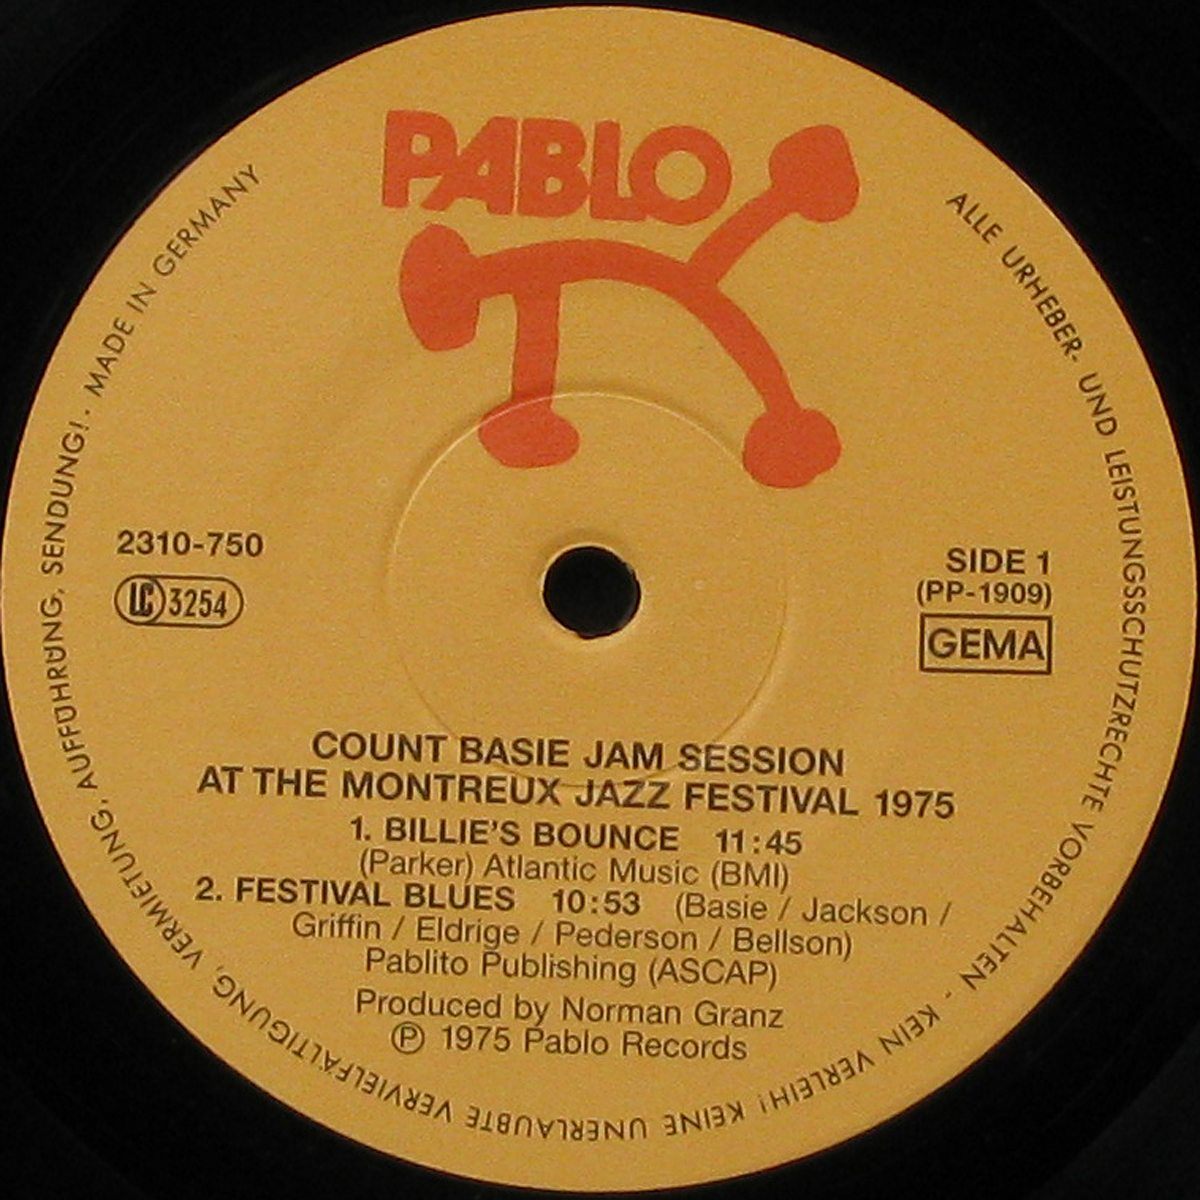 PABLO
2310-750
LC 3254
SIDE 1
(PP-1909)
GEMA
COUNT BASIE JAM SESSION
AT THE MONTREUX JAZZ FESTIVAL 1975
1. BILLIE'S BOUNCE 11:45
(Parker) Atlantic Music (BMI)
2. FESTIVAL BLUES 10:53 (Basie / Jackson /
Griffin / Eldrige / Pederson / Bellson)
Pablito Publishing (ASCAP)
Produced by Norman Granz
℗ 1975 Pablo Records
ALLE URHEBER- UND LEISTUNGSSCHUTZRECHTE VORBEHALTEN - KEIN VERLEIH! KEINE UNERLAUBTE VERVIELFÄLTIGUNG, VERMIETUNG, AUFFÜHRUNG, SENDUNG!. MADE IN GERMANY